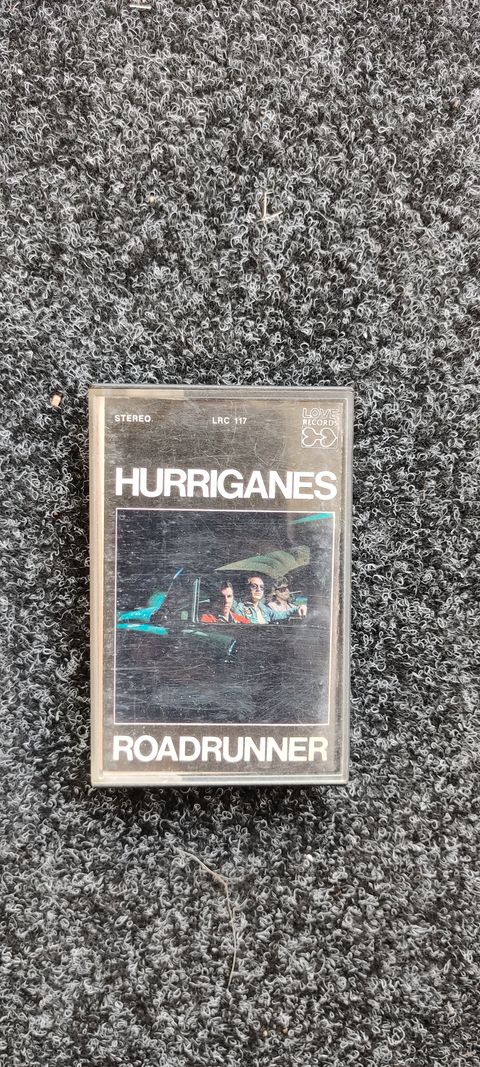 STEREO. LRC 117 LOVE
RECORDS
HURRIGANES
ROADRUNNER